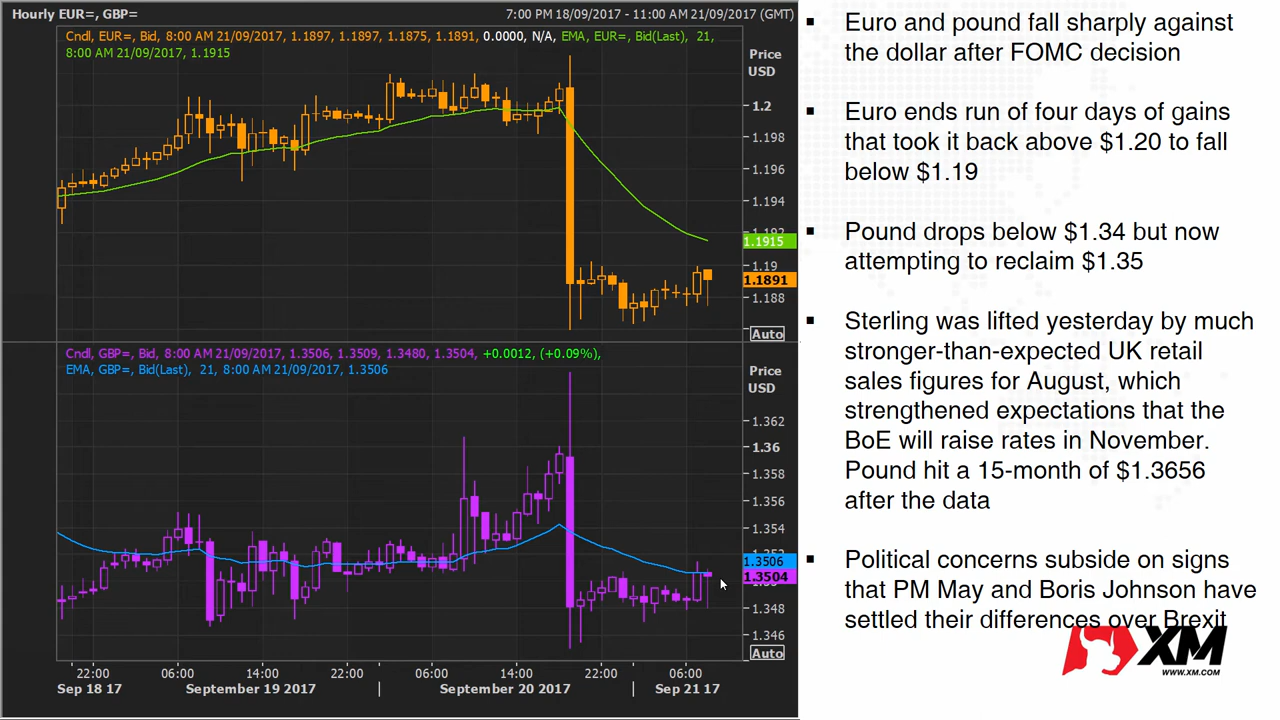 Hourly EUR=, GBP=
7:00 PM 18/09/2017 - 11:00 AM 21/09/2017 (GMT)
Cndl, EUR=, Bid, 8:00 AM 21/09/2017, 1.1897, 1.1897, 1.1875, 1.1891, 0.0000, N/A, EMA, EUR=, Bid(Last), 21,
8:00 AM 21/09/2017, 1.1915
Price
USD
1.2
1.198
1.196
1.194
1.192
1.1915
1.19
1.1891
1.188
Auto
Cndl, GBP=, Bid, 8:00 AM 21/09/2017, 1.3506, 1.3509, 1.3480, 1.3504, +0.0012, (+0.09%),
EMA, GBP=, Bid(Last), 21, 8:00 AM 21/09/2017, 1.3506
Price
USD
1.362
1.36
1.358
1.356
1.354
1.3506
1.3504
1.348
1.346
Auto
22:00 06:00 14:00 22:00 06:00 14:00 22:00 06:00
Sep 18 17 September 19 2017 September 20 2017 Sep 21 17
▪ Euro and pound fall sharply against
the dollar after FOMC decision
▪ Euro ends run of four days of gains
that took it back above $1.20 to fall
below $1.19
▪ Pound drops below $1.34 but now
attempting to reclaim $1.35
▪ Sterling was lifted yesterday by much
stronger-than-expected UK retail
sales figures for August, which
strengthened expectations that the
BoE will raise rates in November.
Pound hit a 15-month of $1.3656
after the data
▪ Political concerns subside on signs
that PM May and Boris Johnson have
settled their differences over Brexit
XM
WWW.XM.COM